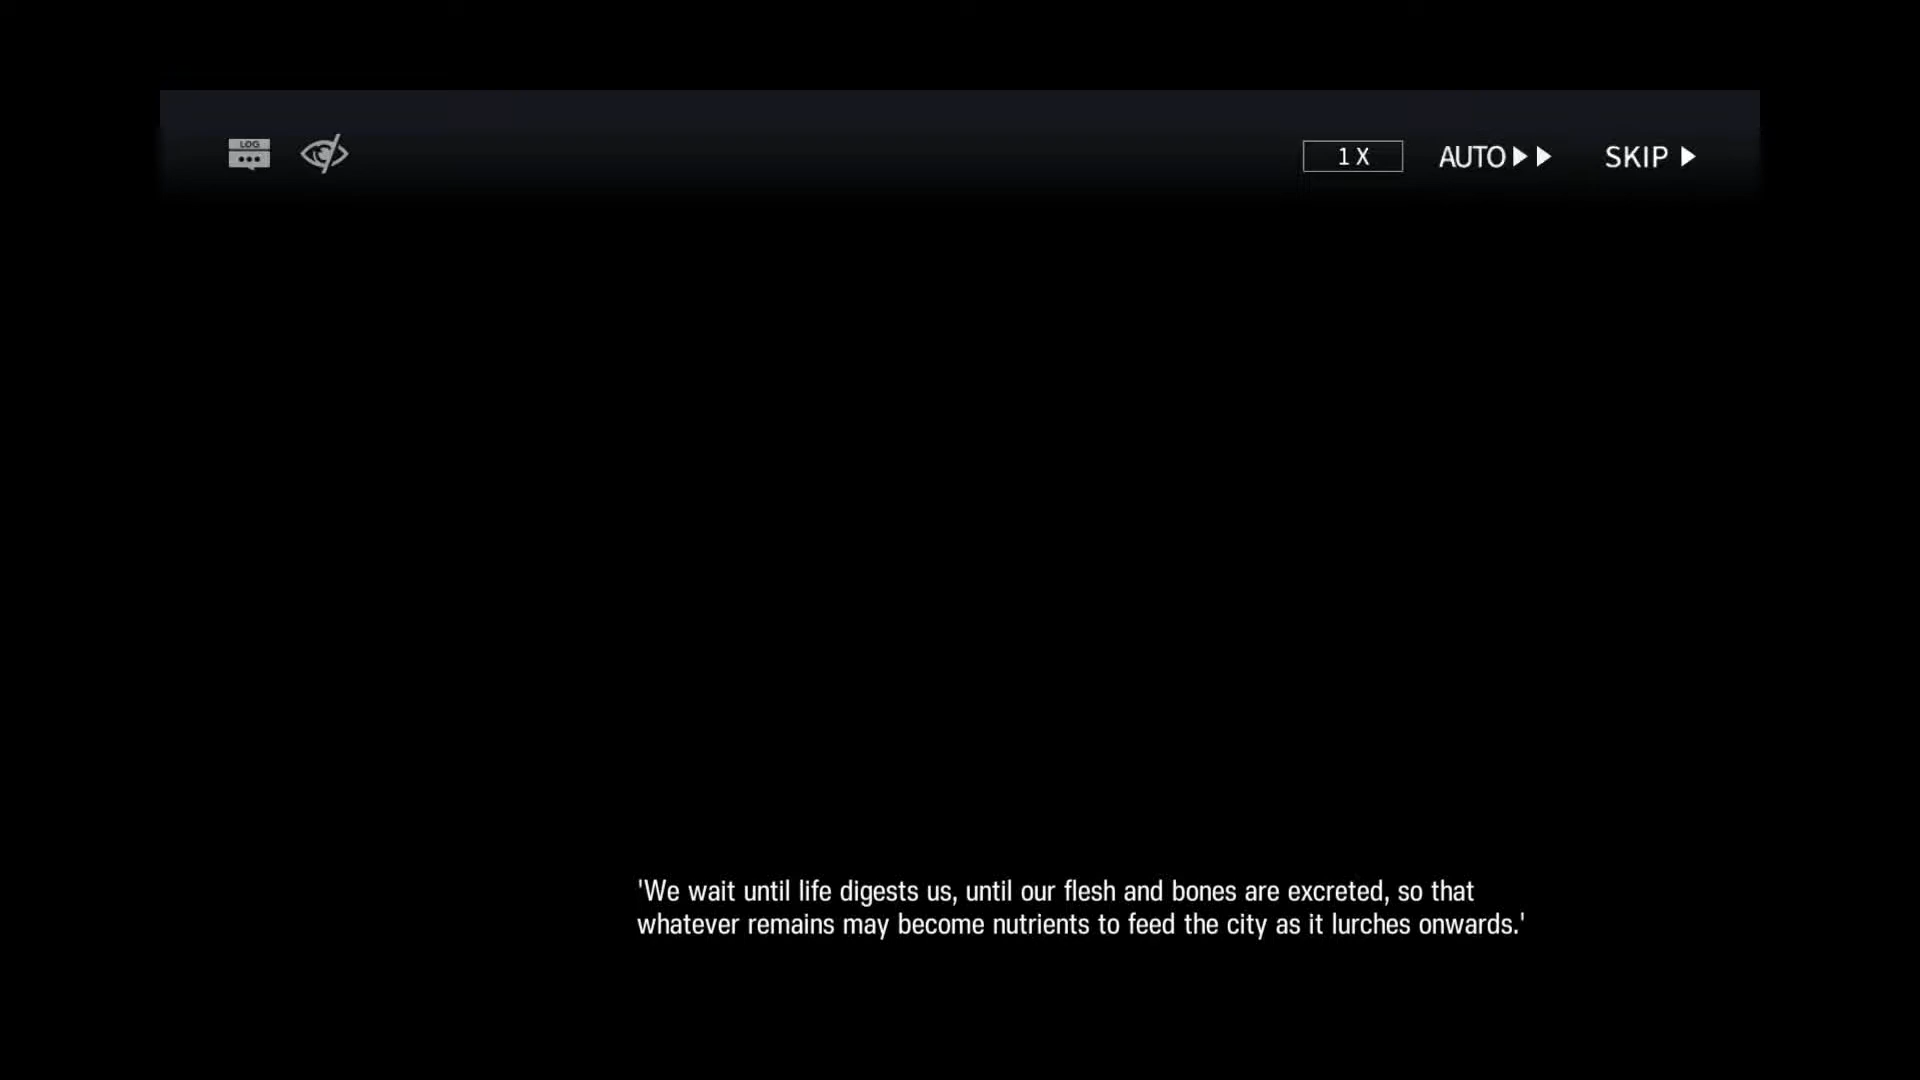 LOG
1 X AUTO SKIP
'We wait until life digests us, until our flesh and bones are excreted, so that
whatever remains may become nutrients to feed the city as it lurches onwards.'